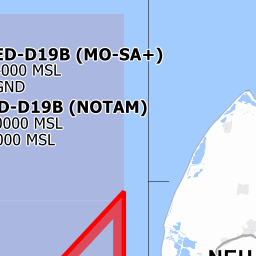 ED-D19B (MO-SA+)
000 MSL
GND
D-D19B (NOTAM)
0000 MSL
000 MSL
NEU